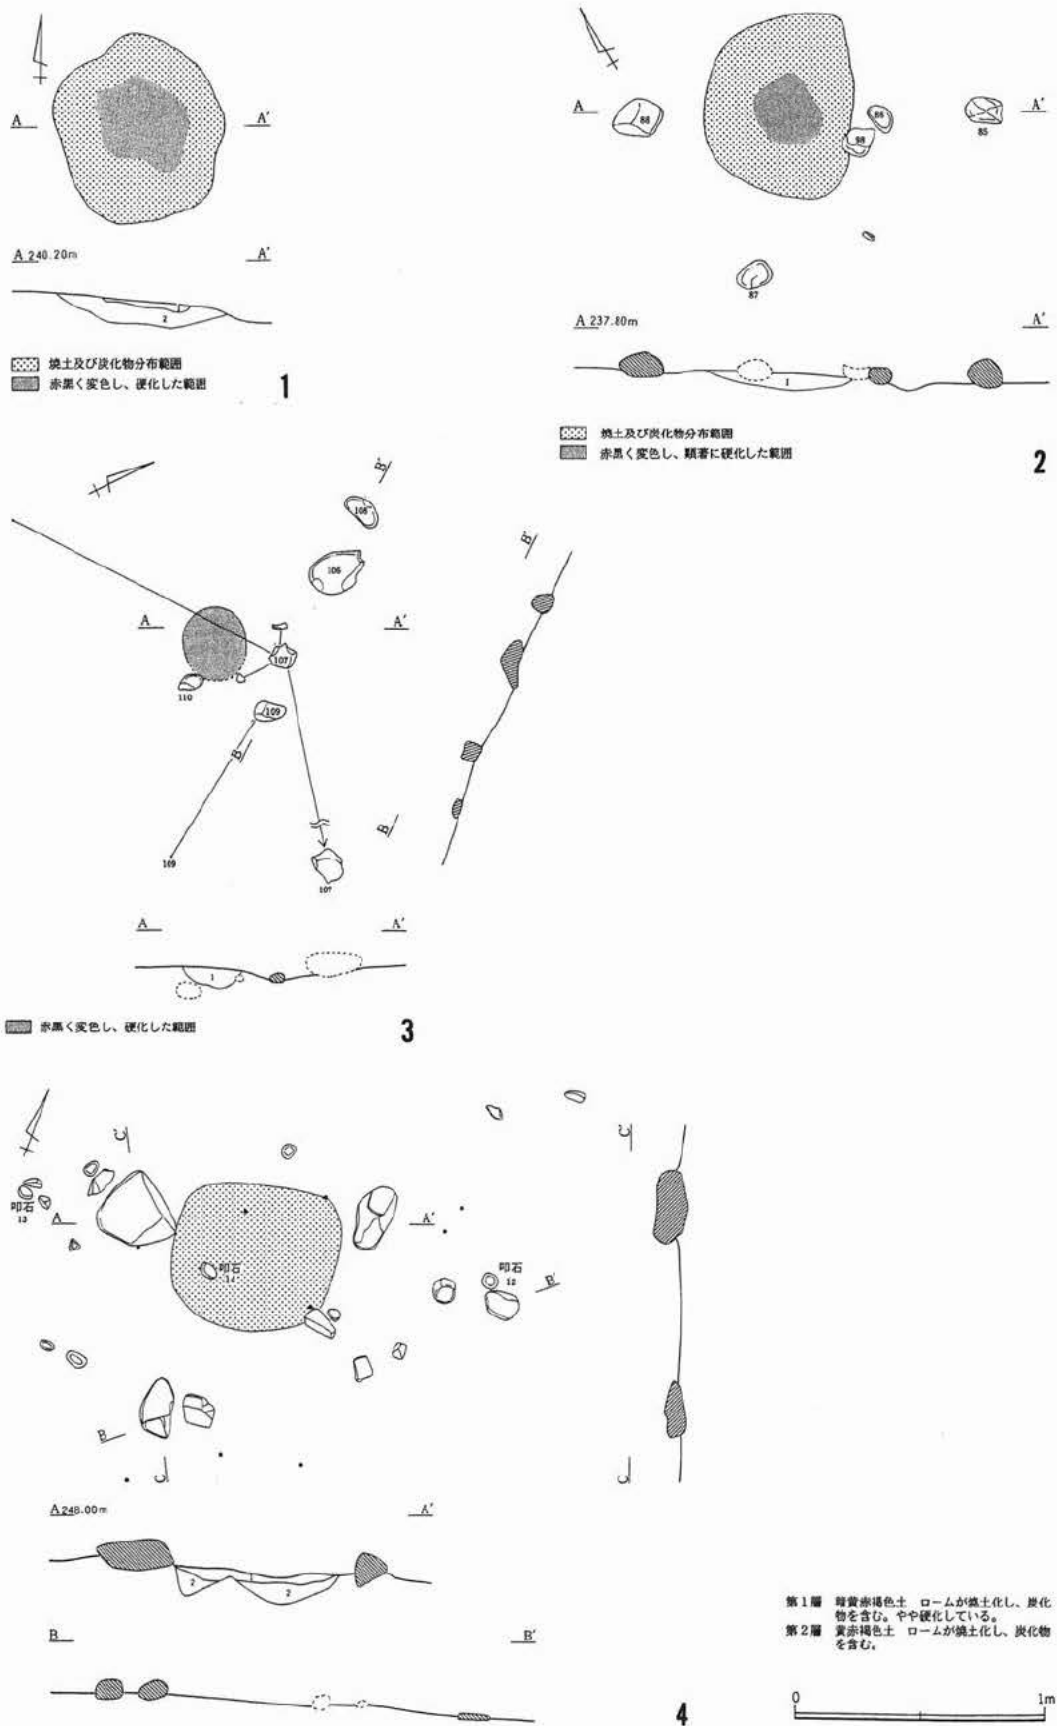 A
A'
A 240.20m
A'
1
2
焼土及び炭化物分布範囲
赤黒く変色し、硬化した範囲
1
A
88
86
98
85
A'
87
A 237.80m
A'
1
焼土及び炭化物分布範囲
赤黒く変色し、顕著に硬化した範囲
2
B'
108
106
B'
A
A'
107
110
109
B
109
B
107
A
A'
1
赤黒く変色し、硬化した範囲
3
C'
C'
叩石
13
A
A'
叩石
叩石
B'
B
C
C
A 248.00m
A'
1
2
2
B
B'
第1層 暗黄赤褐色土 ロームが焼土化し、炭化
物を含む。やや硬化している。
第2層 黄赤褐色土 ロームが焼土化し、炭化物
を含む。
0
1m
4